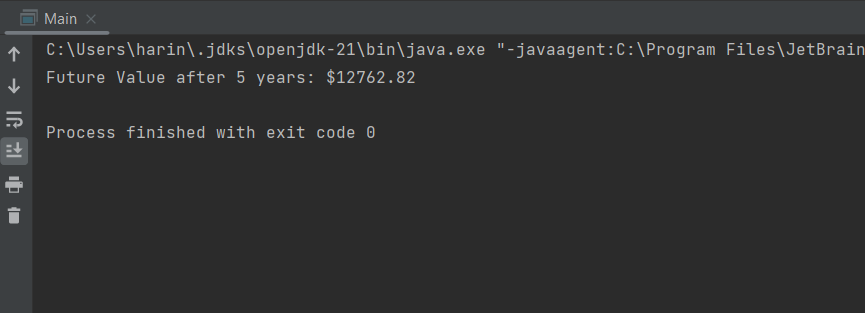 Main
C:\Users\harin\.jdks\openjdk-21\bin\java.exe "-javaagent:C:\Program Files\JetBrain
Future Value after 5 years: $12762.82
Process finished with exit code 0